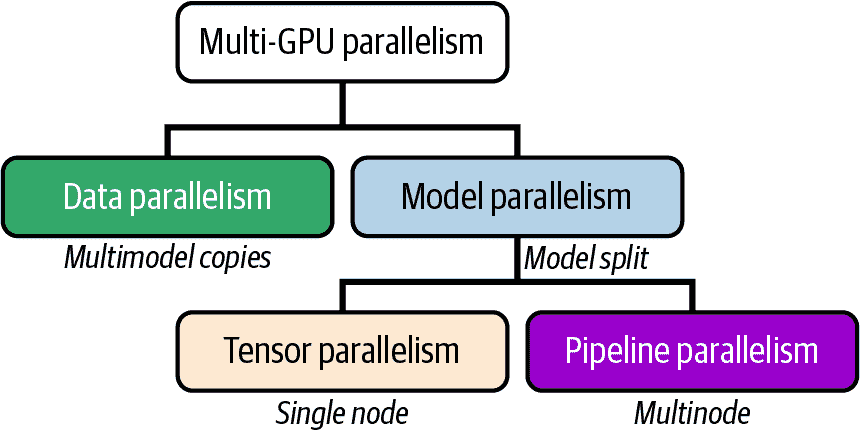 Multi-GPU parallelism
Data parallelism
Model parallelism
Multimodel copies
Model split
Tensor parallelism
Pipeline parallelism
Single node
Multinode